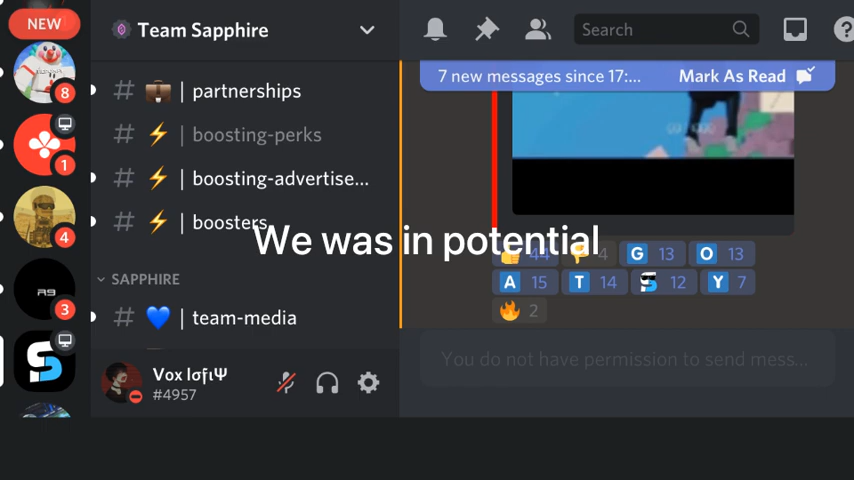 NEW
Team Sapphire
Search
7 new messages since 17:... Mark As Read
8
# | partnerships
# | boosting-perks
1
# | boosting-advertise...
# | boosters
4
We was in potential
44 4 G 13 O 13
A 15 T 14 S 12 Y 7
2
SAPPHIRE
A9
3
# | team-media
You do not have permission to send mess...
Vox lσƒιΨ
#4957